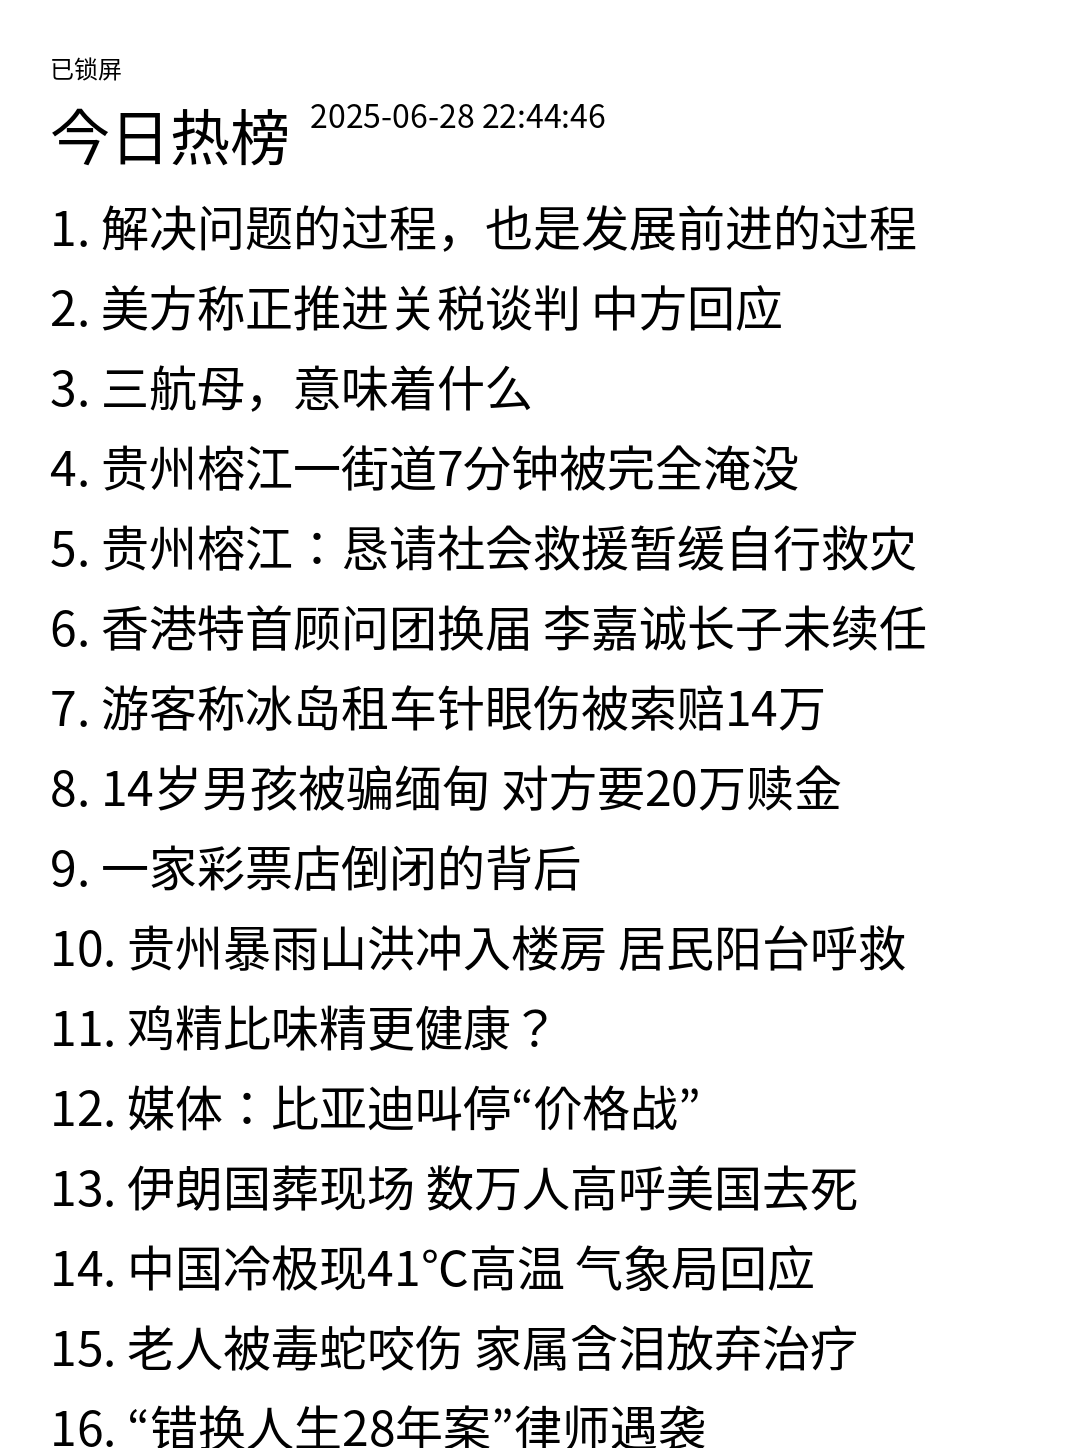 已锁屏
今日热榜 2025-06-28 22:44:46
1. 解决问题的过程，也是发展前进的过程
2. 美方称正推进关税谈判 中方回应
3. 三航母，意味着什么
4. 贵州榕江一街道7分钟被完全淹没
5. 贵州榕江：恳请社会救援暂缓自行救灾
6. 香港特首顾问团换届 李嘉诚长子未续任
7. 游客称冰岛租车针眼伤被索赔14万
8. 14岁男孩被骗缅甸 对方要20万赎金
9. 一家彩票店倒闭的背后
10. 贵州暴雨山洪冲入楼房 居民阳台呼救
11. 鸡精比味精更健康？
12. 媒体：比亚迪叫停“价格战”
13. 伊朗国葬现场 数万人高呼美国去死
14. 中国冷极现41℃高温 气象局回应
15. 老人被毒蛇咬伤 家属含泪放弃治疗
16. “错换人生28年案”律师遇袭